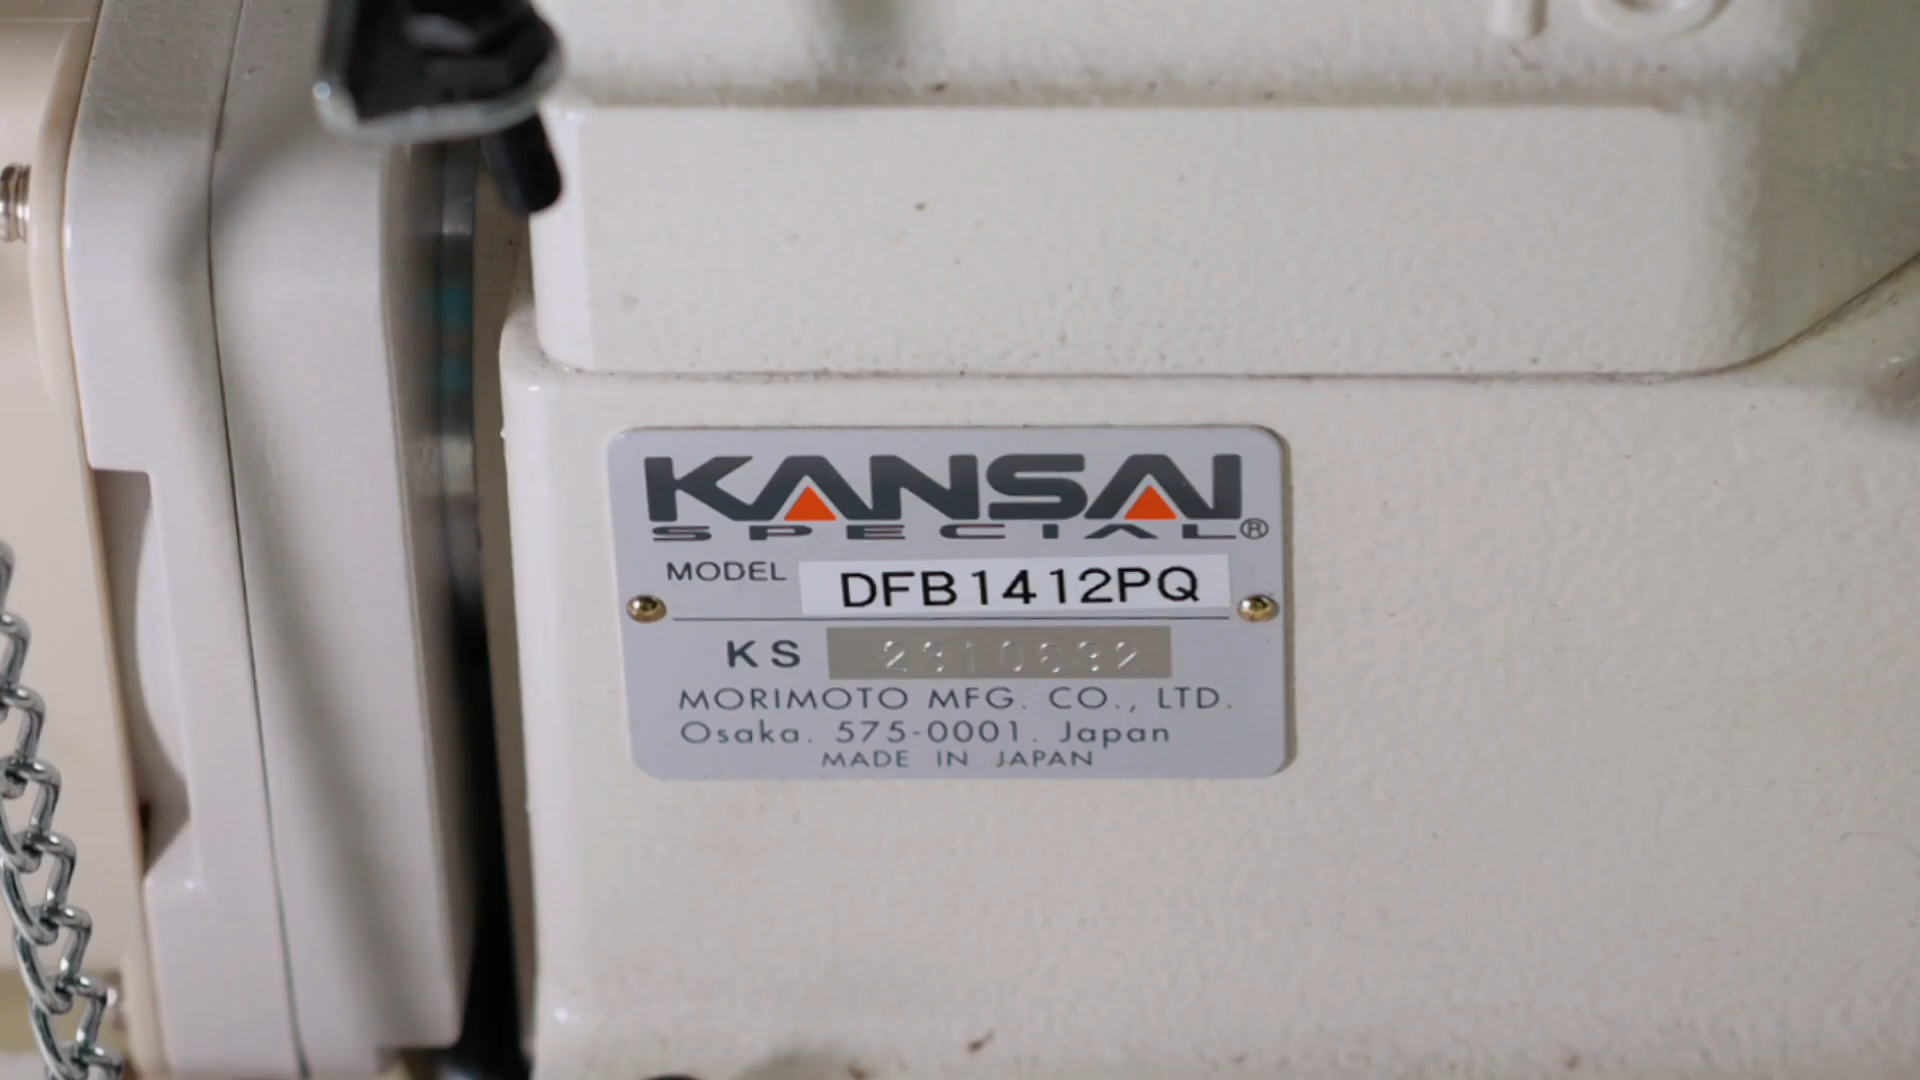 KANSAI
SPECIAL®
MODEL DFB1412PQ
KS
MORIMOTO MFG. CO., LTD.
Osaka. 575-0001. Japan
MADE IN JAPAN